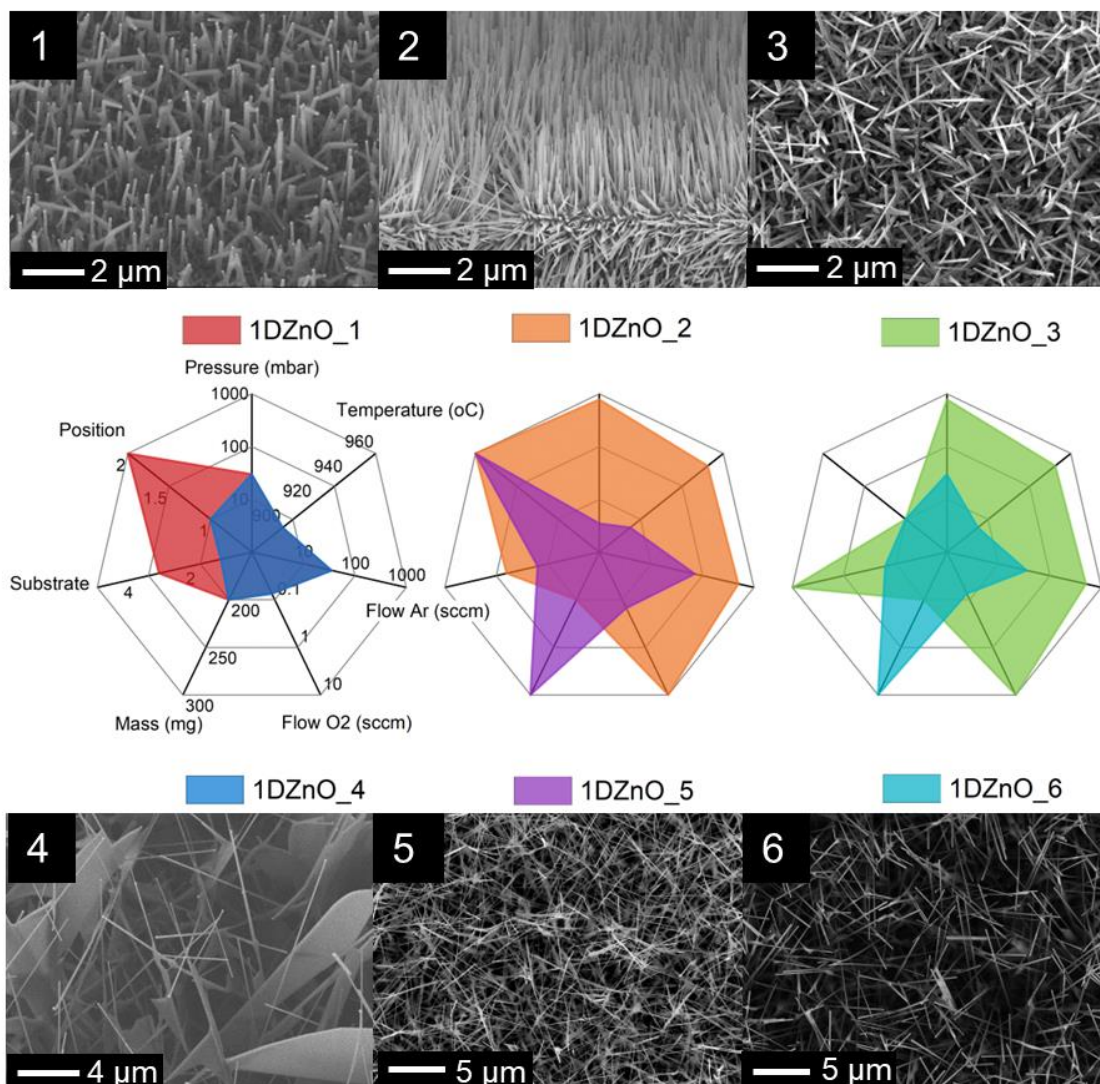 1
2
3
2 µm
2 µm
2 µm
1DZnO_1
1DZnO_2
1DZnO_3
Pressure (mbar)
1000
100
10
Temperature (oC)
960
940
920
900
Position
2
1.5
1
Substrate
4
2
Flow Ar (sccm)
1000
100
10
Mass (mg)
300
250
200
Flow O2 (sccm)
10
1
0.1
1DZnO_4
1DZnO_5
1DZnO_6
4
5
6
4 µm
5 µm
5 µm